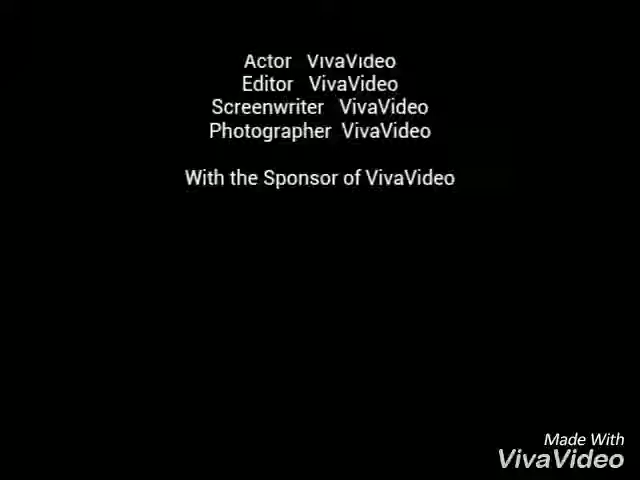 Actor VivaVideo
Editor VivaVideo
Screenwriter VivaVideo
Photographer VivaVideo
With the Sponsor of VivaVideo
Made With
VivaVideo